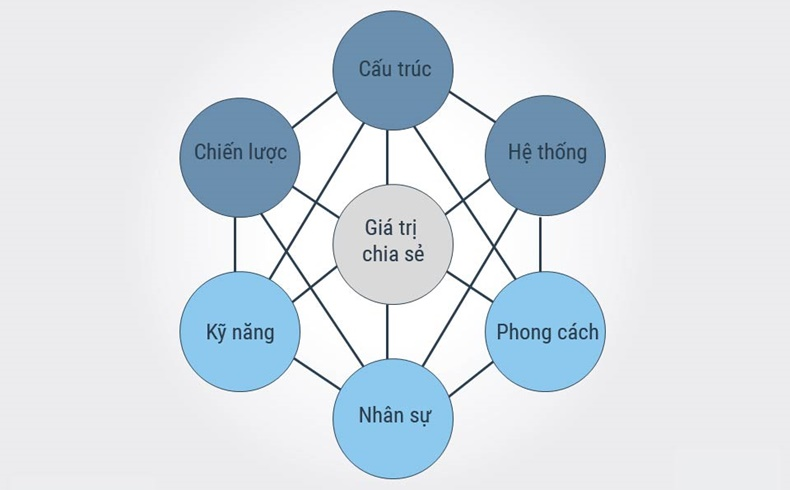 Cấu trúc
Chiến lược
Hệ thống
Giá trị
chia sẻ
Kỹ năng
Phong cách
Nhân sự